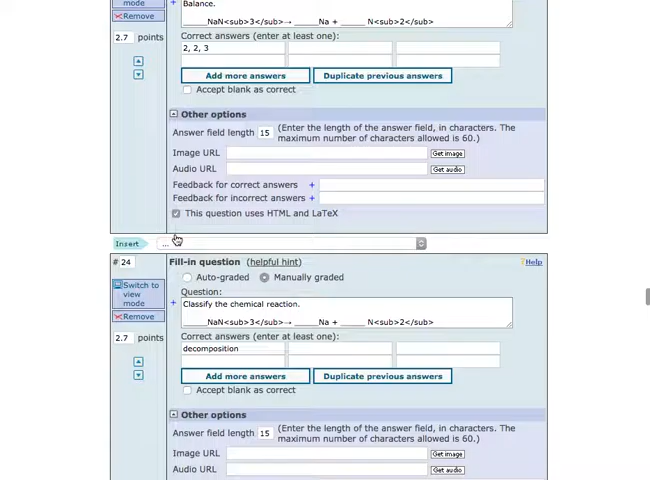 mode
Remove
Balance.
_____NaN<sub>3</sub>→ _____Na + _____ N<sub>2</sub>
2.7 points
Correct answers (enter at least one):
2, 2, 3
Add more answers Duplicate previous answers
Accept blank as correct
Other options
Answer field length 15 (Enter the length of the answer field, in characters. The
maximum number of characters allowed is 60.)
Image URL Get image
Audio URL Get audio
Feedback for correct answers +
Feedback for incorrect answers +
This question uses HTML and LaTeX
Insert ...
# 24 Fill-in question (helpful hint) ?Help
Auto-graded Manually graded
Switch to
view
mode
Remove
Question:
+ Classify the chemical reaction.
_____NaN<sub>3</sub>→ _____Na + _____ N<sub>2</sub>
2.7 points
Correct answers (enter at least one):
decomposition
Add more answers Duplicate previous answers
Accept blank as correct
Other options
Answer field length 15 (Enter the length of the answer field, in characters. The
maximum number of characters allowed is 60.)
Image URL Get image
Audio URL Get audio